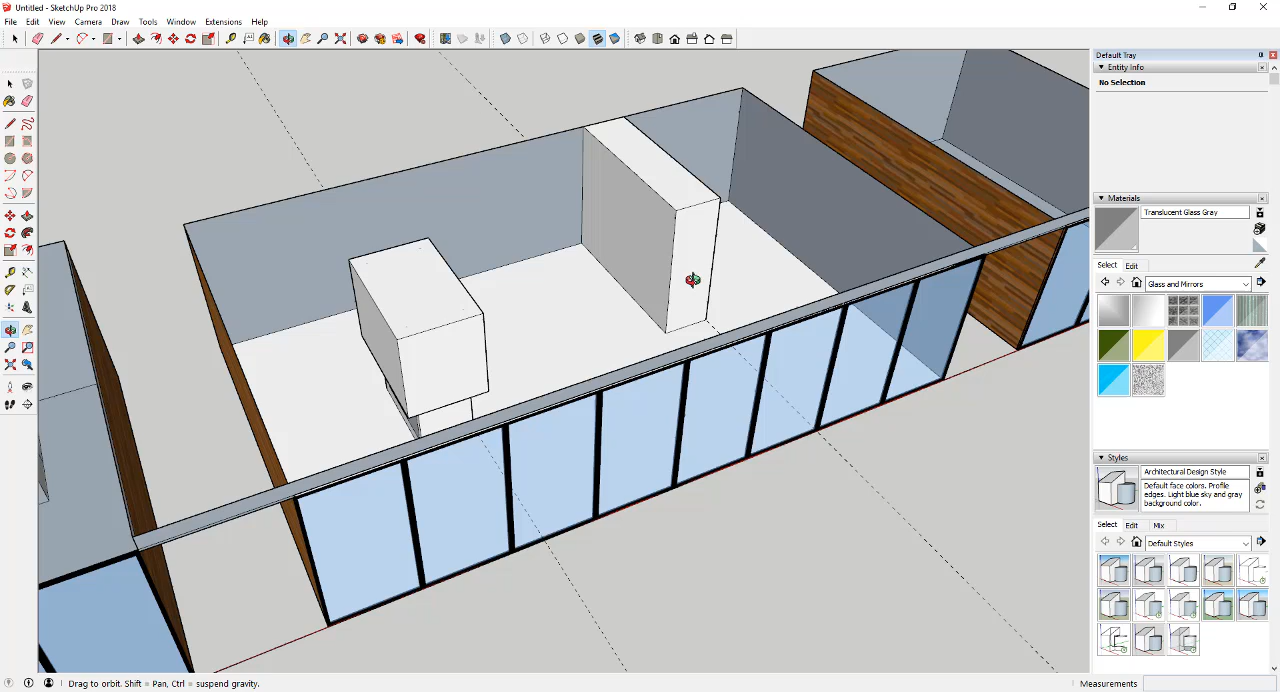 Untitled - SketchUp Pro 2018
File Edit View Camera Draw Tools Window Extensions Help
Default Tray
Entity Info
No Selection
Materials
Translucent Glass Gray
Select Edit
Glass and Mirrors
Styles
Architectural Design Style
Default face colors. Profile
edges. Light blue sky and gray
background color.
Select Edit Mix
Default Styles
Drag to orbit. Shift = Pan, Ctrl = suspend gravity.
Measurements